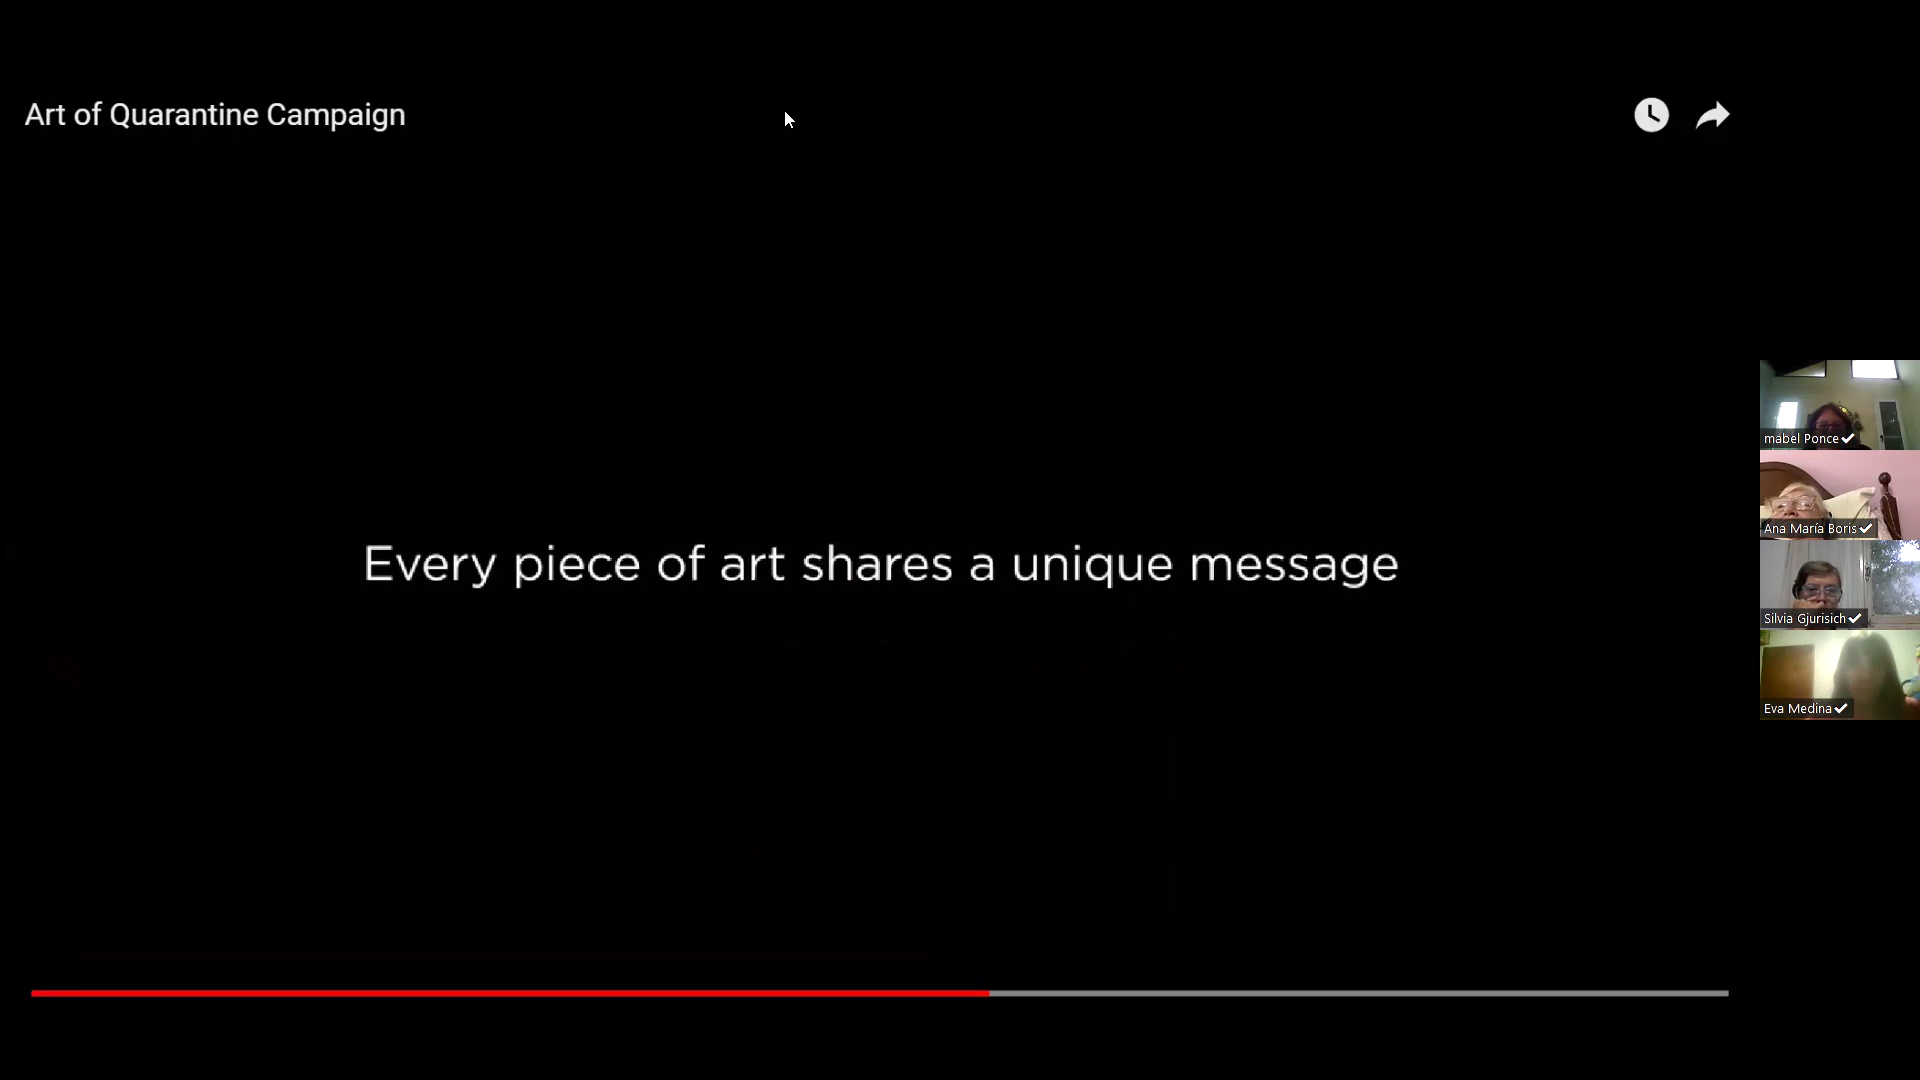 Art of Quarantine Campaign
Every piece of art shares a unique message
mabel Ponce
Ana María Boris
Silvia Gjurisich
Eva Medina